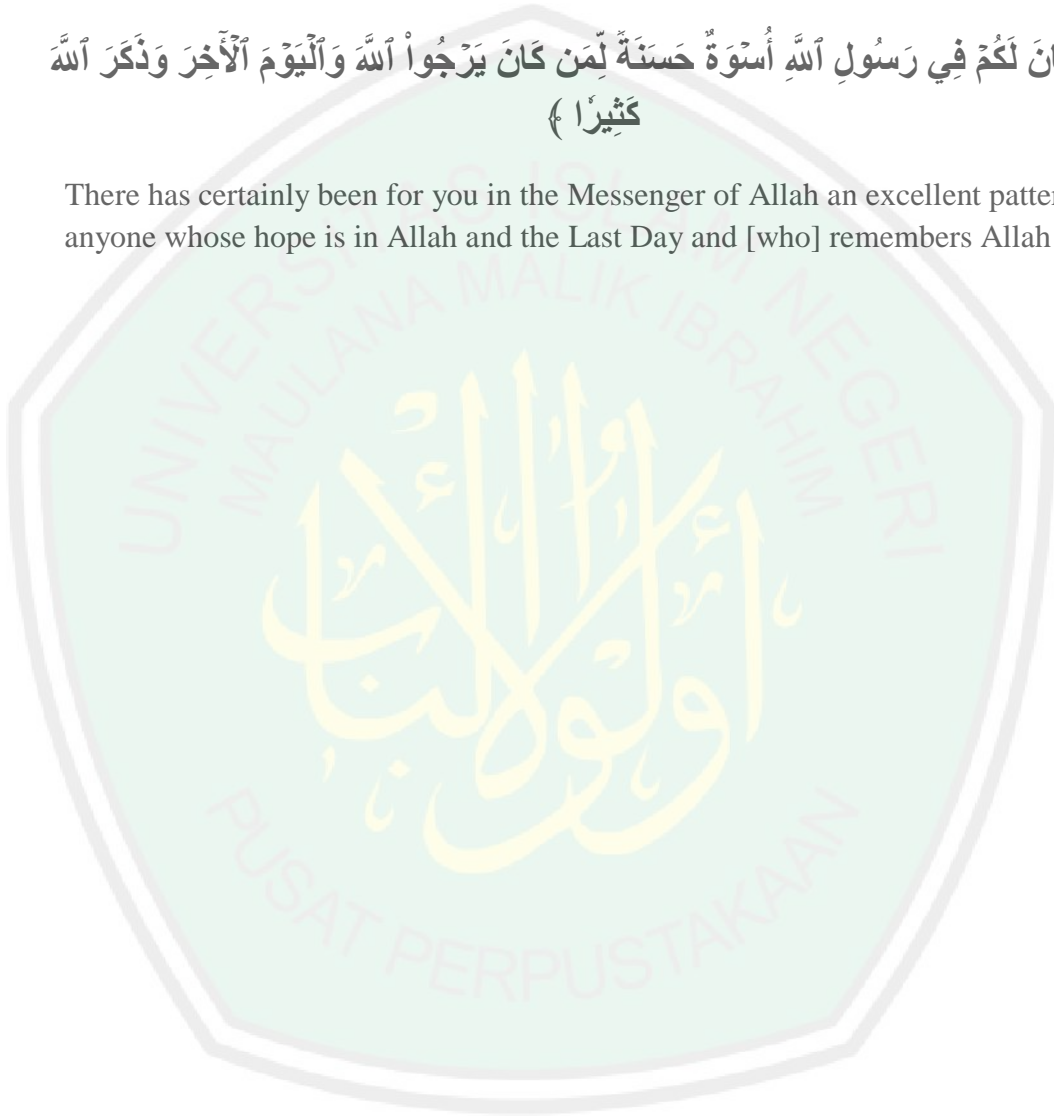 انَ لَكُمۡ فِي رَسُولِ ٱللَّهِ أُسۡوَةٌ حَسَنَةٞ لِّمَن كَانَ يَرۡجُواْ ٱللَّهَ وَٱلۡيَوۡمَ ٱلۡأٓخِرَ وَذَكَرَ ٱللَّهَ
كَثِيرٗا ﴾
There has certainly been for you in the Messenger of Allah an excellent patter
anyone whose hope is in Allah and the Last Day and [who] remembers Allah
UNIVERSITAS ISLAM NEGERI
MAULANA MALIK IBRAHIM
PUSAT PERPUSTAKAAN